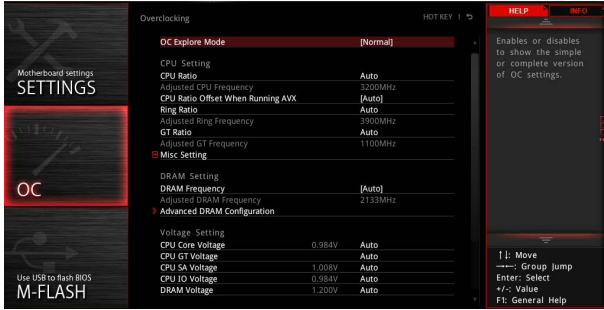 Overclocking
HOT KEY |
OC Explore Mode [Normal]
CPU Setting
CPU Ratio Auto
Adjusted CPU Frequency 3200MHz
CPU Ratio Offset When Running AVX [Auto]
Ring Ratio Auto
Adjusted Ring Frequency 3900MHz
GT Ratio Auto
Adjusted GT Frequency 1100MHz
Misc Setting
DRAM Setting
DRAM Frequency [Auto]
Adjusted DRAM Frequency 2133MHz
> Advanced DRAM Configuration
Voltage Setting
CPU Core Voltage 0.984V Auto
CPU GT Voltage Auto
CPU SA Voltage 1.008V Auto
CPU IO Voltage 0.984V Auto
DRAM Voltage 1.200V Auto
Motherboard settings
SETTINGS
OC
Use USB to flash BIOS
M-FLASH
HELP
INFO
Enables or disables
to show the simple
or complete version
of OC settings.
↑↓: Move
→←: Group Jump
Enter: Select
+/-: Value
F1: General Help